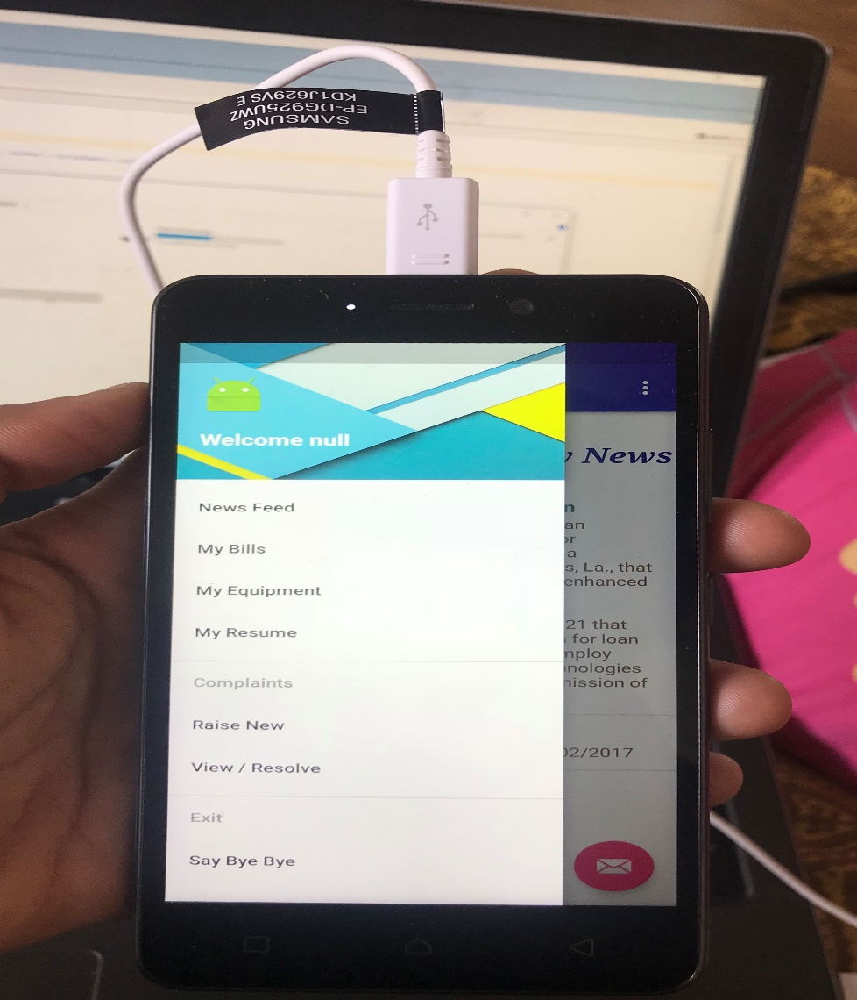 SAMSUNG
EP-DG925UWZ
KD1J629VS E
Welcome null
News Feed
My Bills
My Equipment
My Resume
Complaints
Raise New
View / Resolve
Exit
Say Bye Bye
News
an
or
a
s, La., that
enhanced
21 that
for loan
mploy
nologies
nission of
02/2017